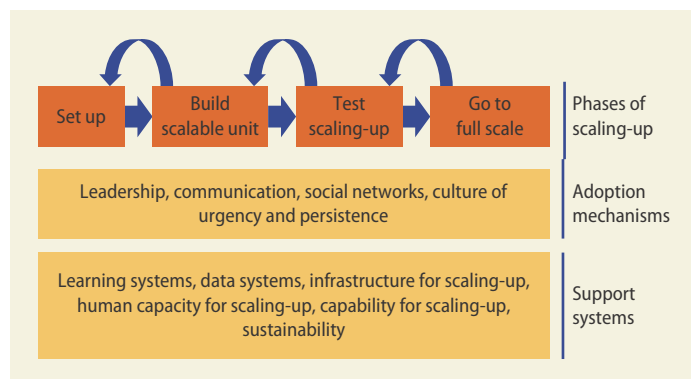 Set up
Build
scalable unit
Test
scaling-up
Go to
full scale
Phases of
scaling-up
Leadership, communication, social networks, culture of
urgency and persistence
Adoption
mechanisms
Learning systems, data systems, infrastructure for scaling-up,
human capacity for scaling-up, capability for scaling-up,
sustainability
Support
systems